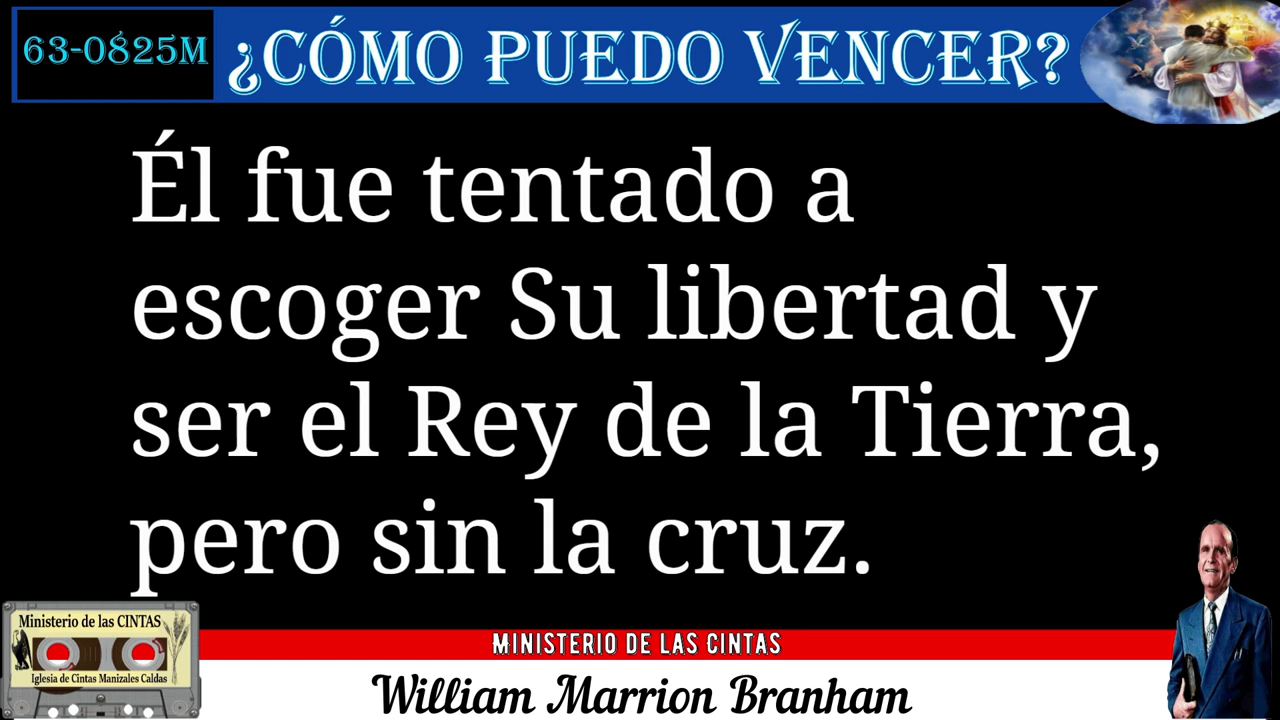 63-0825M
¿CÓMO PUEDO VENCER?
Él fue tentado a
escoger Su libertad y
ser el Rey de la Tierra,
pero sin la cruz.
Ministerio de las CINTAS
Iglesia de Cintas Manizales Caldas
MINISTERIO DE LAS CINTAS
William Marrion Branham